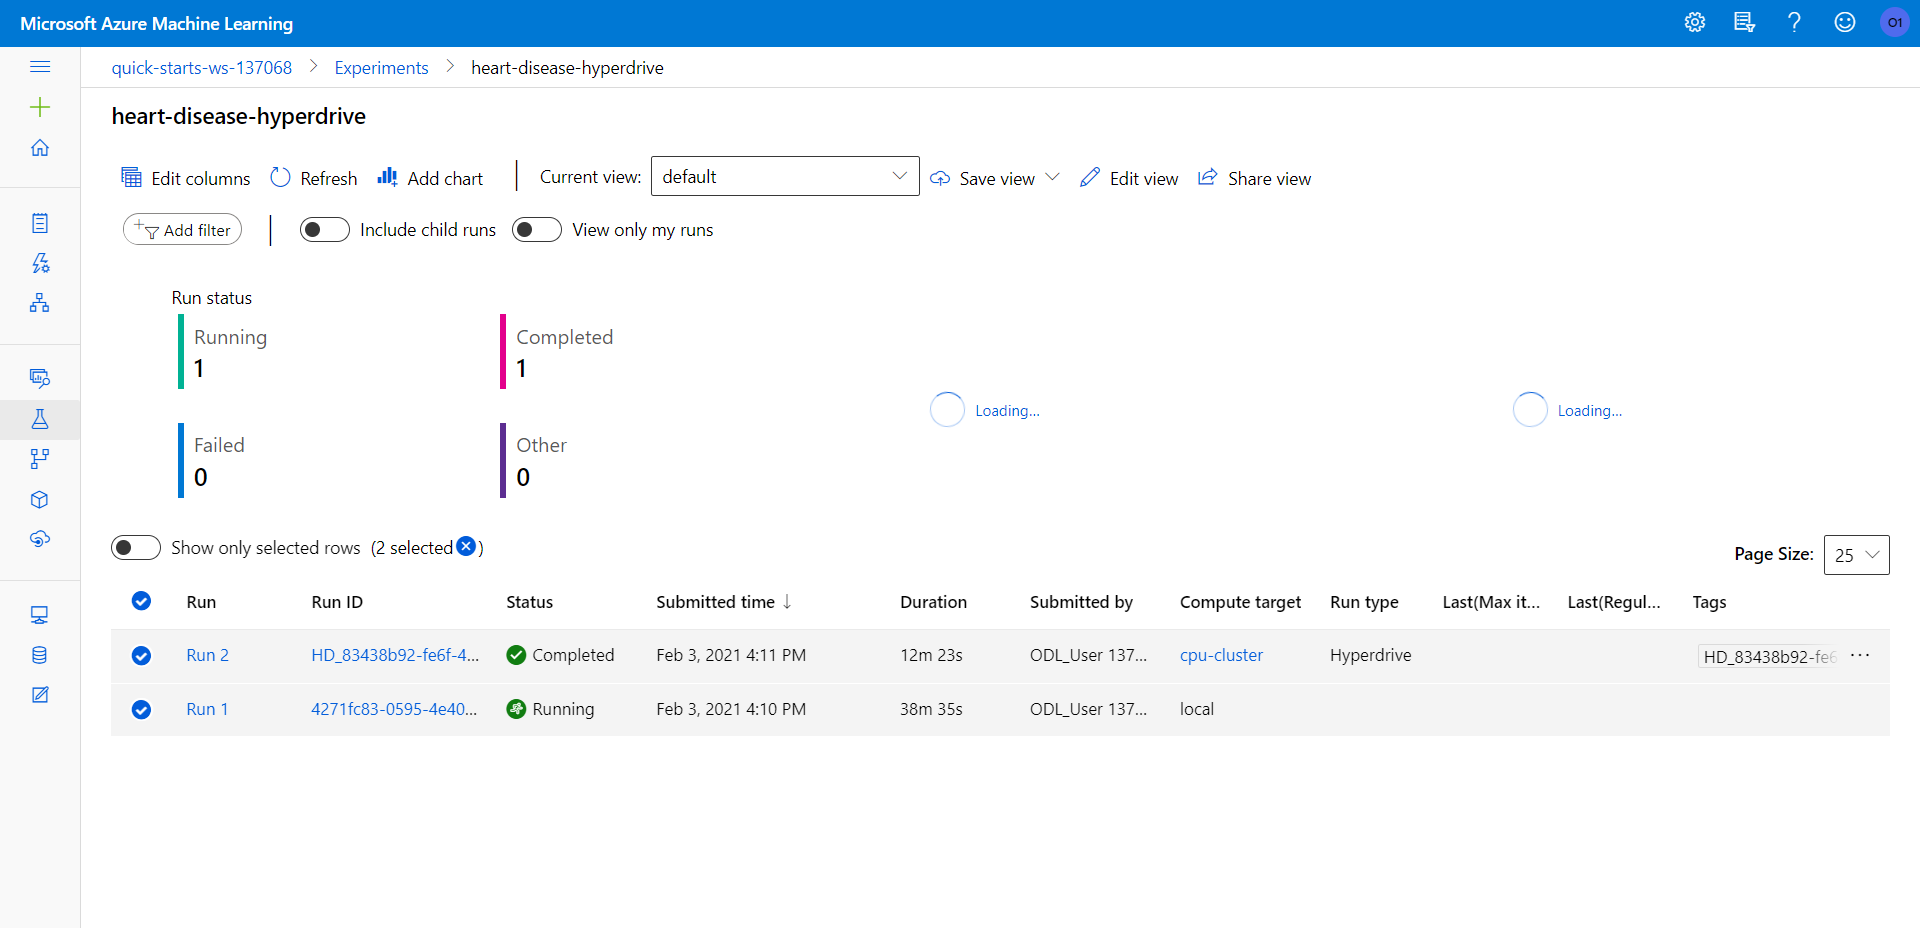 Microsoft Azure Machine Learning
O1
quick-starts-ws-137068 > Experiments > heart-disease-hyperdrive
heart-disease-hyperdrive
Edit columns Refresh Add chart Current view: default Save view Edit view Share view
Add filter Include child runs View only my runs
Run status
Running Completed
1 1
Loading... Loading...
Failed Other
0 0
Show only selected rows (2 selected )
Page Size: 25
Run Run ID Status Submitted time ↓ Duration Submitted by Compute target Run type Last(Max it... Last(Regul... Tags
Run 2 HD_83438b92-fe6f-4... Completed Feb 3, 2021 4:11 PM 12m 23s ODL_User 137... cpu-cluster Hyperdrive HD_83438b92-fe6 ...
Run 1 4271fc83-0595-4e40... Running Feb 3, 2021 4:10 PM 38m 35s ODL_User 137... local